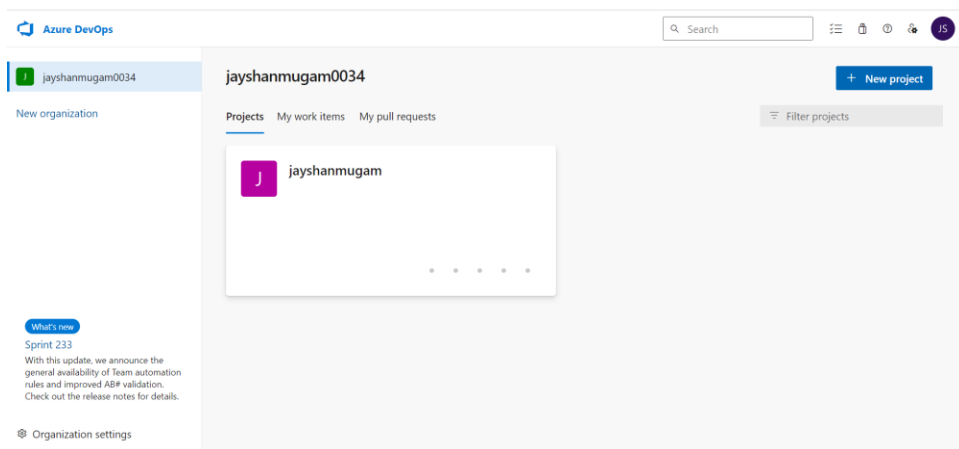 Azure DevOps
Search
JS
J jayshanmugam0034
New organization
jayshanmugam0034
+ New project
Projects My work items My pull requests
Filter projects
J jayshanmugam
What's new
Sprint 233
With this update, we announce the
general availability of Team automation
rules and improved AB# validation.
Check out the release notes for details.
Organization settings